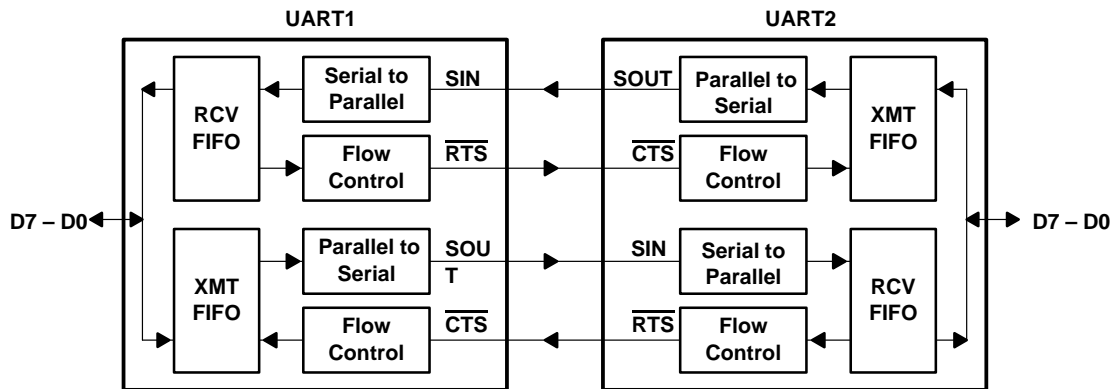 UART1
UART2
RCV
FIFO
Serial to
Parallel
SIN
SOUT
Parallel to
Serial
XMT
FIFO
Flow
Control
RTS
CTS
Flow
Control
D7 – D0
D7 – D0
XMT
FIFO
Parallel to
Serial
SOU
T
SIN
Serial to
Parallel
RCV
FIFO
Flow
Control
CTS
RTS
Flow
Control